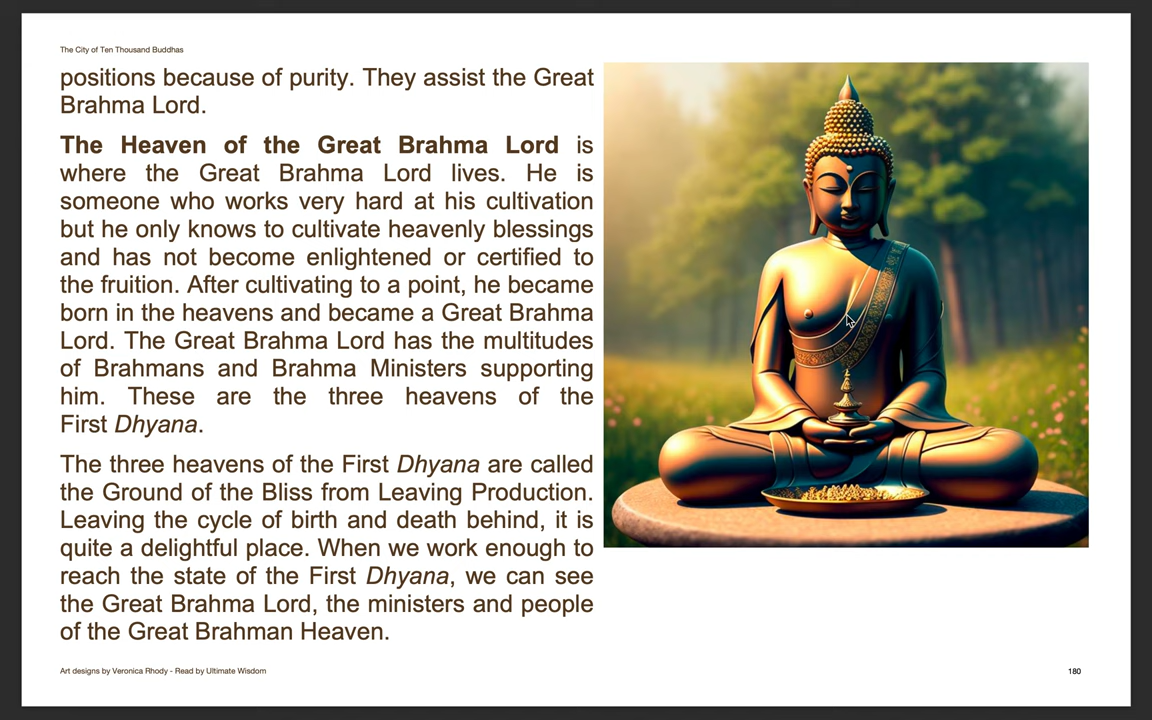 The City of Ten Thousand Buddhas
positions because of purity. They assist the Great
Brahma Lord.
The Heaven of the Great Brahma Lord is
where the Great Brahma Lord lives. He is
someone who works very hard at his cultivation
but he only knows to cultivate heavenly blessings
and has not become enlightened or certified to
the fruition. After cultivating to a point, he became
born in the heavens and became a Great Brahma
Lord. The Great Brahma Lord has the multitudes
of Brahmans and Brahma Ministers supporting
him. These are the three heavens of the
First Dhyana.
The three heavens of the First Dhyana are called
the Ground of the Bliss from Leaving Production.
Leaving the cycle of birth and death behind, it is
quite a delightful place. When we work enough to
reach the state of the First Dhyana, we can see
the Great Brahma Lord, the ministers and people
of the Great Brahman Heaven.
Art designs by Veronica Rhody - Read by Ultimate Wisdom
180